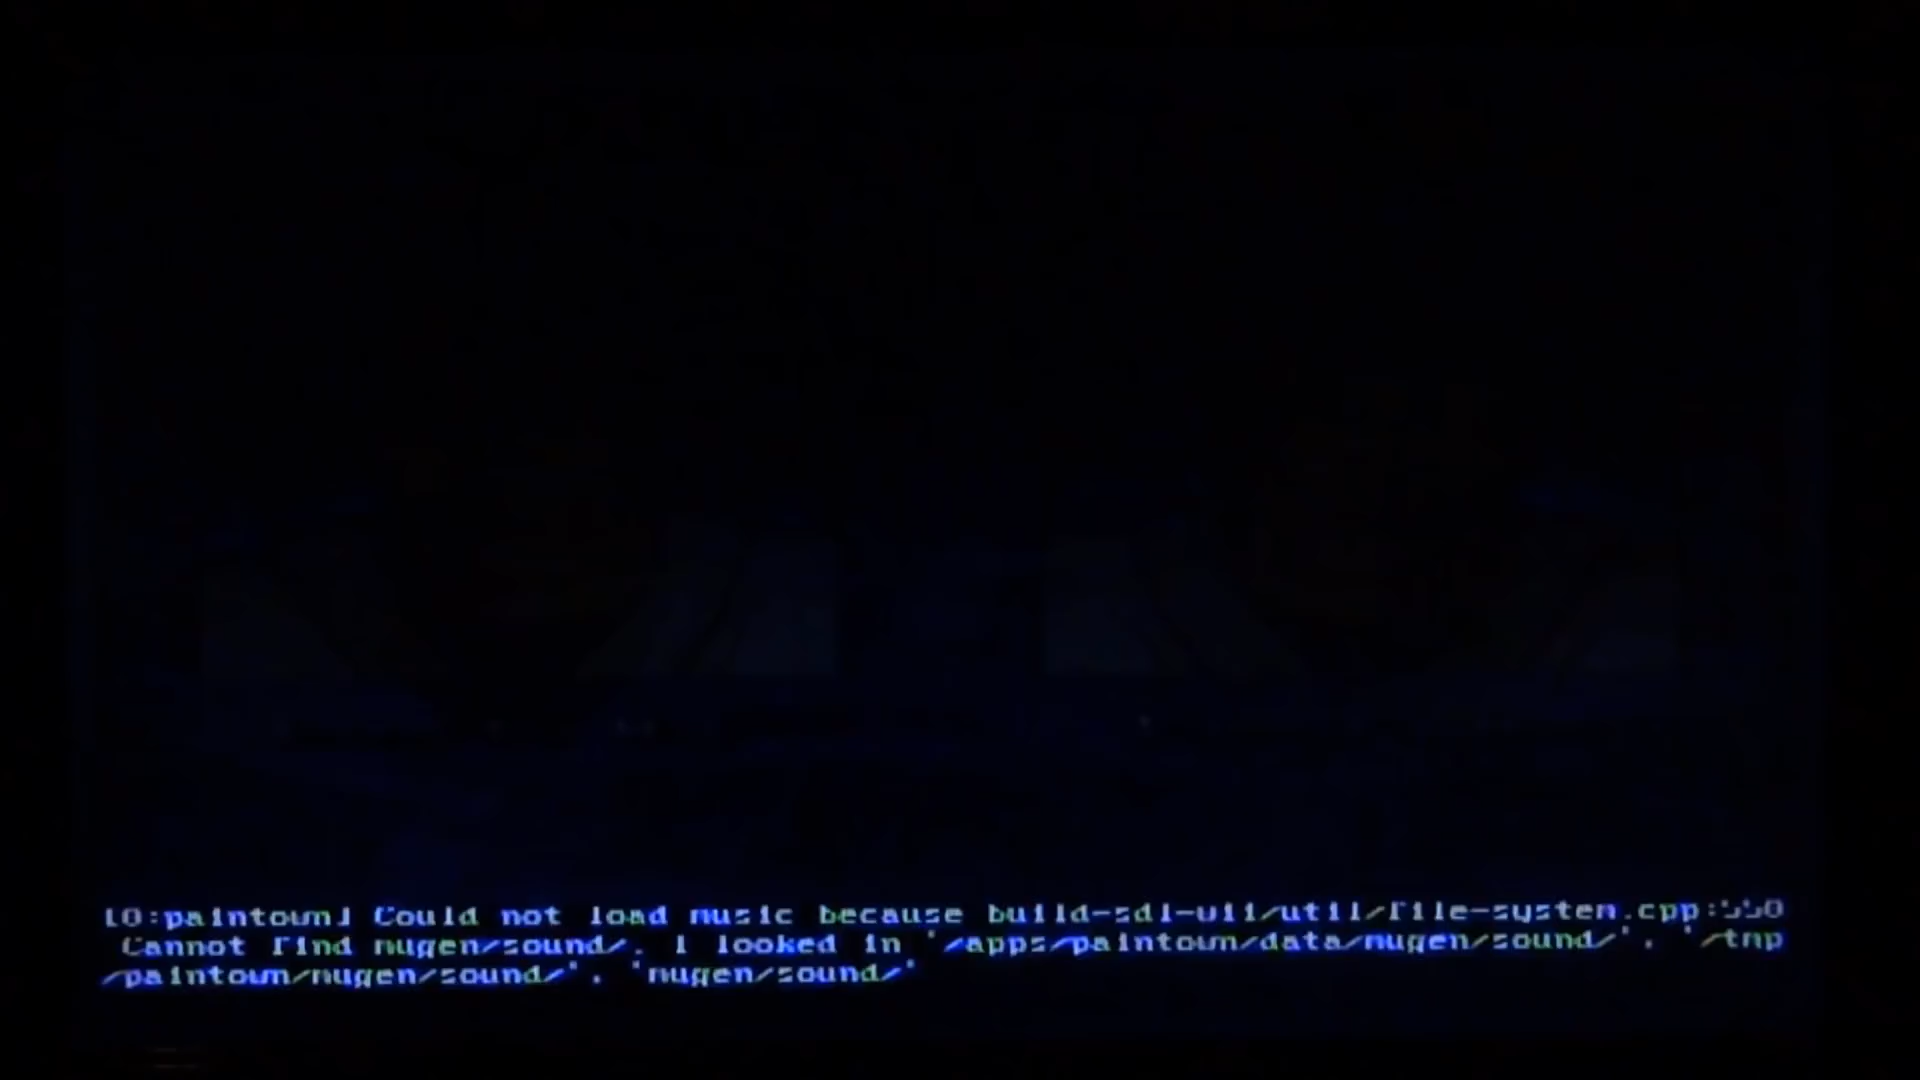 [0:paintown] Could not load music because build-sdl-wii/util/file-system.cpp:550
Cannot find mugen/sound/. I looked in '/apps/paintown/data/mugen/sound/', '/tmp
/paintown/mugen/sound/', 'mugen/sound/'